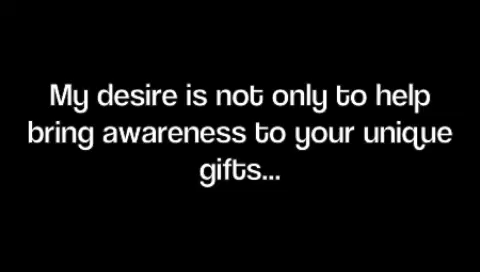 My desire is not only to help
bring awareness to your unique
gifts...